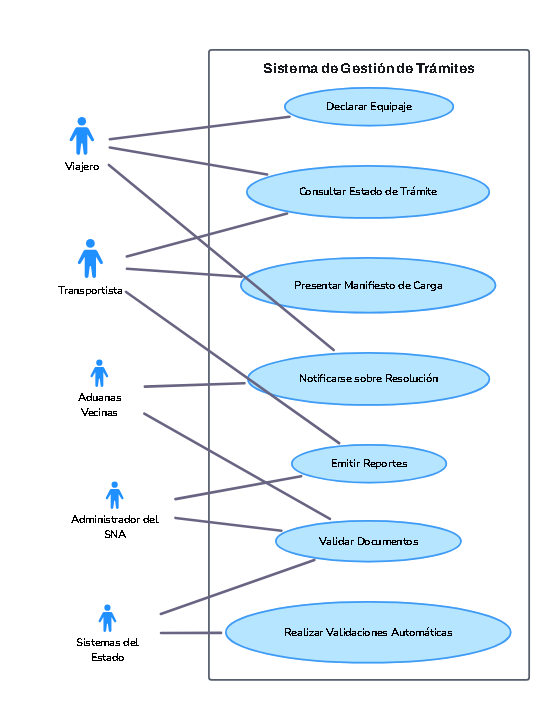 Sistema de Gestión de Trámites
Declarar Equipaje
Viajero
Consultar Estado de Trámite
Transportista
Presentar Manifiesto de Carga
Notificarse sobre Resolución
Aduanas
Vecinas
Emitir Reportes
Administrador del
SNA
Validar Documentos
Realizar Validaciones Automáticas
Sistemas del
Estado